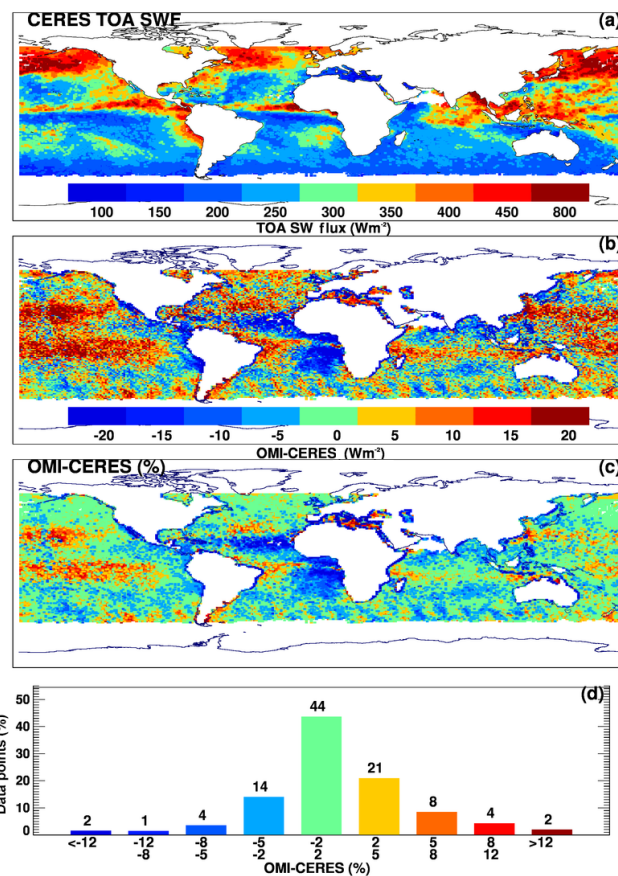 CERES TOA SWF (a)
100 150 200 250 300 350 400 450 800
TOA SW flux (Wm-²)
(b)
-20 -15 -10 -5 0 5 10 15 20
OMI-CERES (Wm-²)
OMI-CERES (%) (c)
(d)
Data points (%)
50
40
30
20
10
0
2 1 4 14 44 21 8 4 2
<-12 -12 -8 -5 -2 2 5 8 >12
-8 -5 -2 2 5 8 12
OMI-CERES (%)